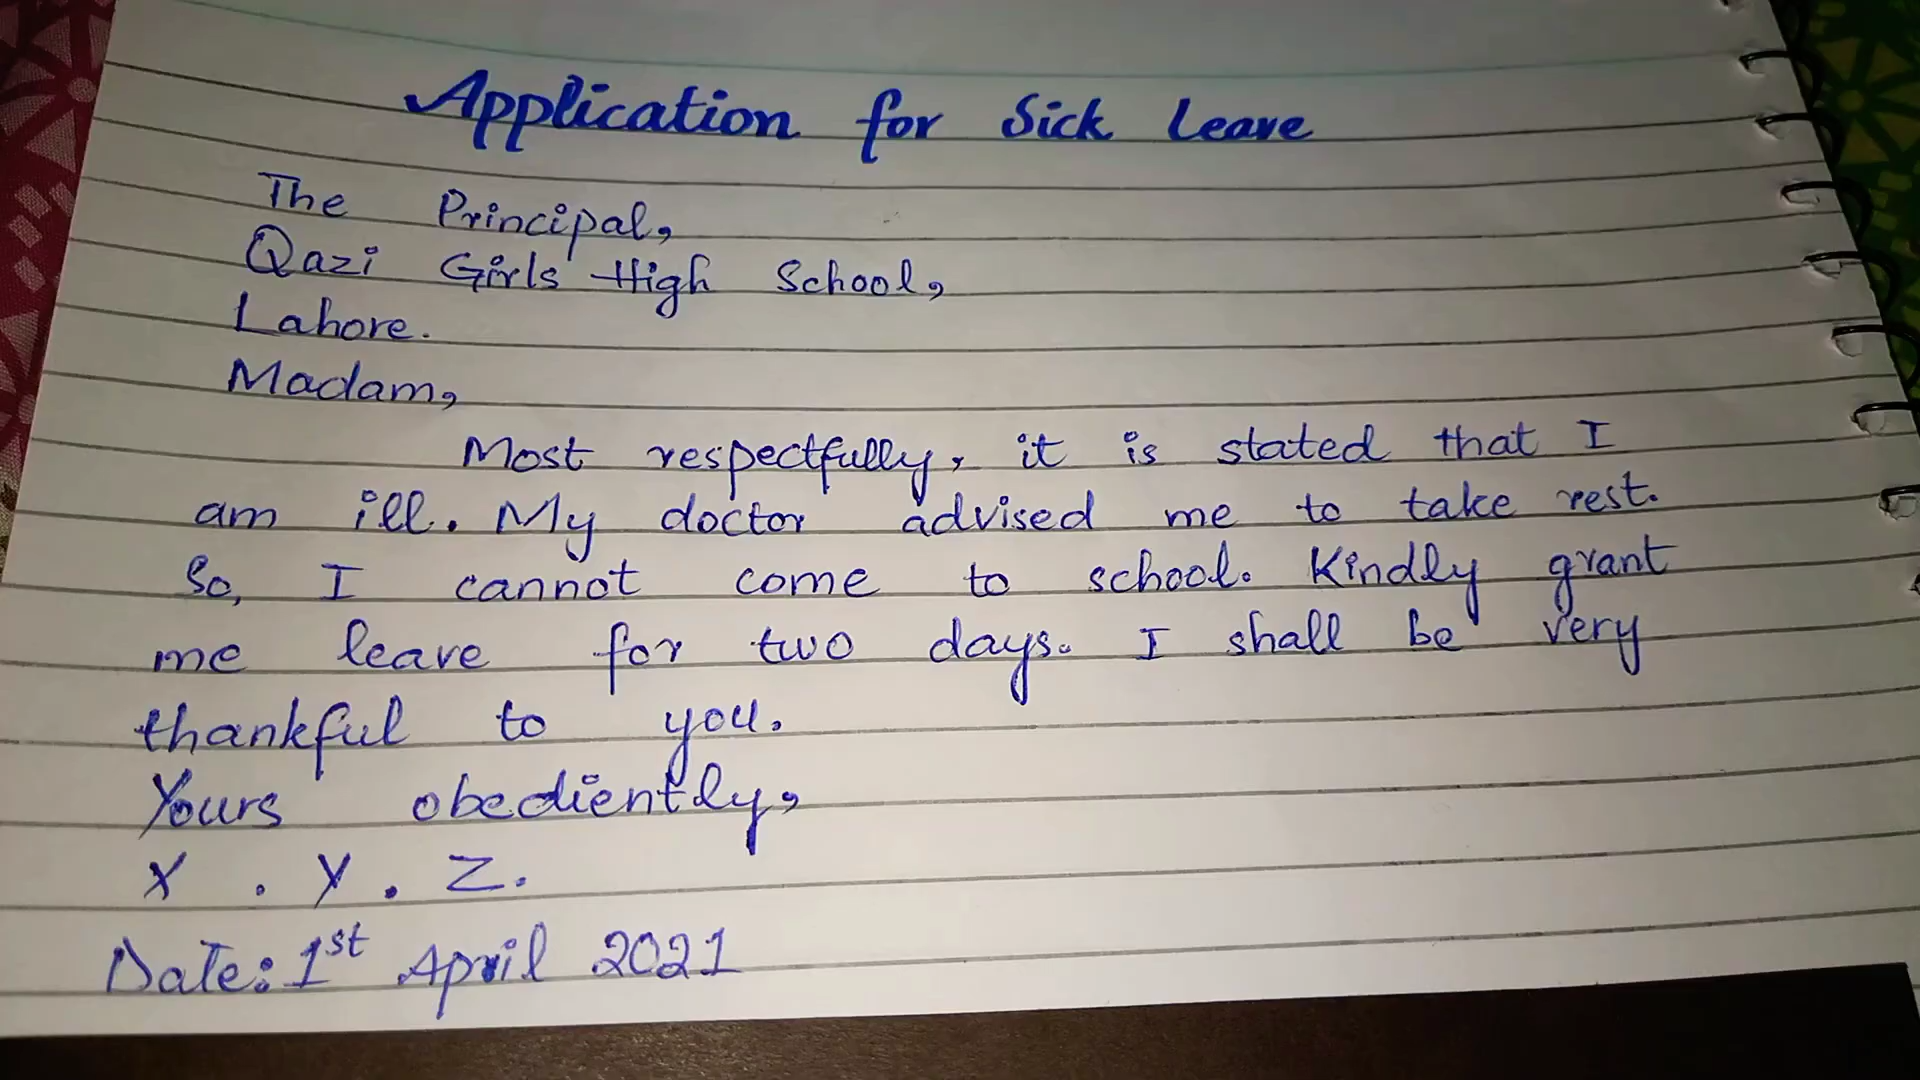 Application for Sick Leave
The Principal,
Qazi Girls' High School,
Lahore.
Madam,
Most respectfully, it is stated that I
am ill. My doctor advised me to take rest.
So, I cannot come to school. Kindly grant
me leave for two days. I shall be very
thankful to you.
Yours obediently,
X . Y . Z.
Date: 1st April 2021